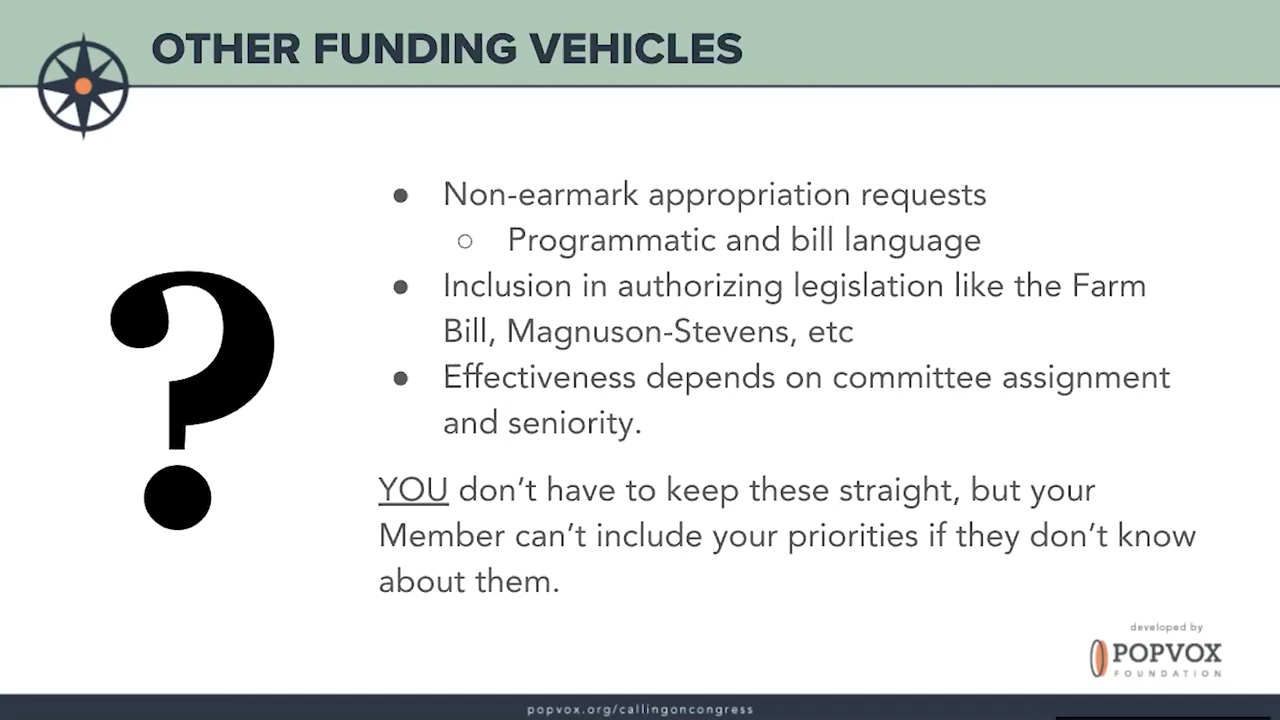 OTHER FUNDING VEHICLES
● Non-earmark appropriation requests
○ Programmatic and bill language
● Inclusion in authorizing legislation like the Farm
Bill, Magnuson-Stevens, etc
● Effectiveness depends on committee assignment
and seniority.
?
YOU don’t have to keep these straight, but your
Member can’t include your priorities if they don’t know
about them.
developed by
POPVOX
FOUNDATION
popvox.org/callingoncongress